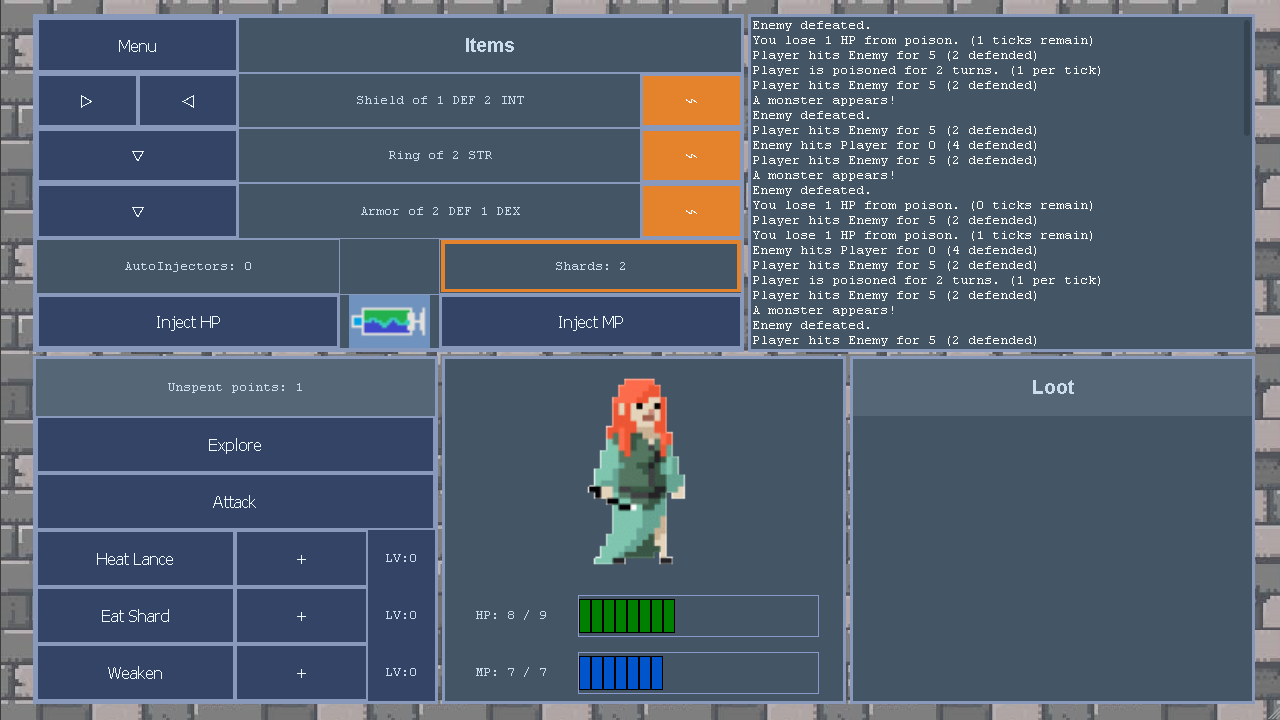 Menu
Items
Shield of 1 DEF 2 INT
Ring of 2 STR
Armor of 2 DEF 1 DEX
AutoInjectors: 0
Shards: 2
Inject HP
Inject MP
Enemy defeated.
You lose 1 HP from poison. (1 ticks remain)
Player hits Enemy for 5 (2 defended)
Player is poisoned for 2 turns. (1 per tick)
Player hits Enemy for 5 (2 defended)
A monster appears!
Enemy defeated.
Player hits Enemy for 5 (2 defended)
Enemy hits Player for 0 (4 defended)
Player hits Enemy for 5 (2 defended)
A monster appears!
Enemy defeated.
You lose 1 HP from poison. (0 ticks remain)
Player hits Enemy for 5 (2 defended)
You lose 1 HP from poison. (1 ticks remain)
Enemy hits Player for 0 (4 defended)
Player hits Enemy for 5 (2 defended)
Player is poisoned for 2 turns. (1 per tick)
Player hits Enemy for 5 (2 defended)
A monster appears!
Enemy defeated.
Player hits Enemy for 5 (2 defended)
Unspent points: 1
Explore
Attack
Heat Lance + LV:0
Eat Shard + LV:0
Weaken + LV:0
HP: 8 / 9
MP: 7 / 7
Loot